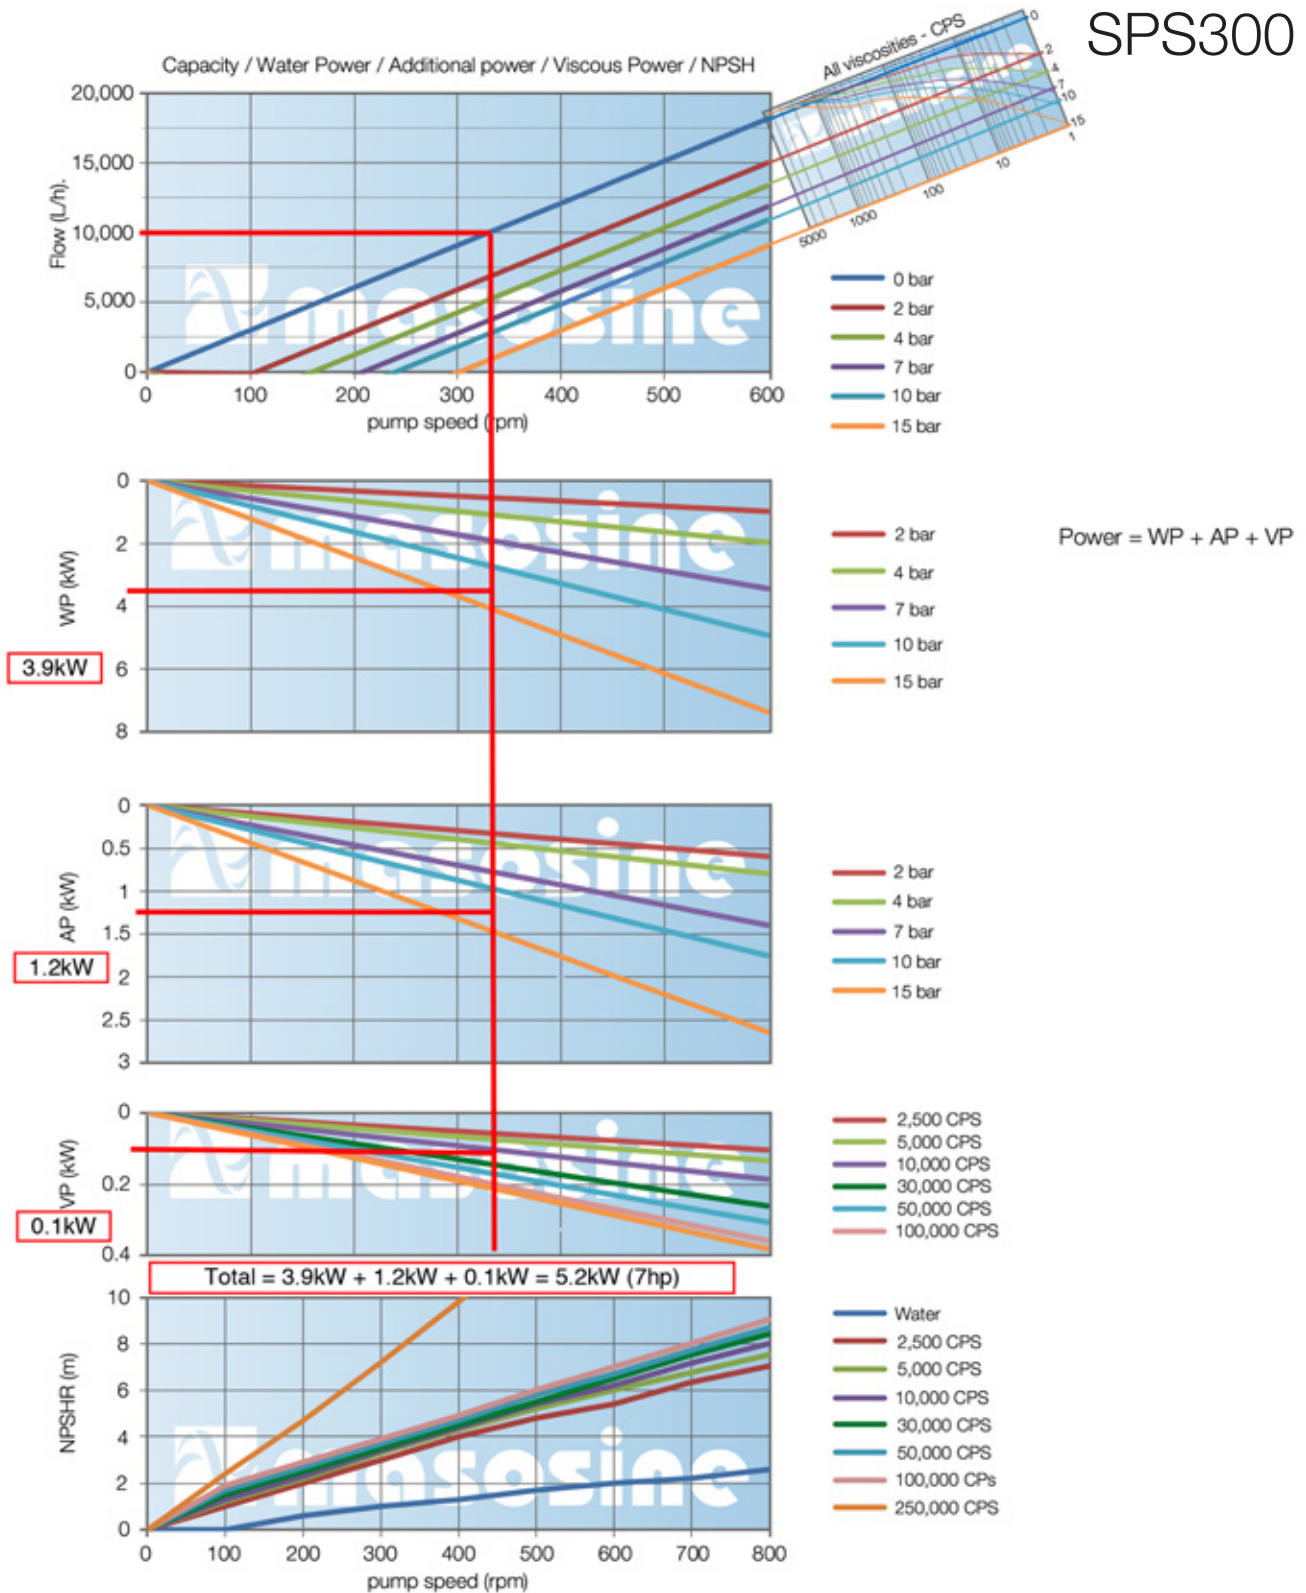 SPS300
Capacity / Water Power / Additional power / Viscous Power / NPSH
All viscosities - CPS
0
2
4
7
10
15
1
10
100
1000
5000
20,000
15,000
10,000
5,000
0
Flow (L/h).
masosine
0 100 200 300 400 500 600
pump speed (rpm)
0 bar
2 bar
4 bar
7 bar
10 bar
15 bar
0
2
4
6
8
WP (kW)
3.9kW
masosine
2 bar
4 bar
7 bar
10 bar
15 bar
Power = WP + AP + VP
0
0.5
1
1.5
2
2.5
3
AP (kW)
1.2kW
masosine
2 bar
4 bar
7 bar
10 bar
15 bar
0
0.2
0.4
VP (kW)
0.1kW
masosine
2,500 CPS
5,000 CPS
10,000 CPS
30,000 CPS
50,000 CPS
100,000 CPS
Total = 3.9kW + 1.2kW + 0.1kW = 5.2kW (7hp)
10
8
6
4
2
0
NPSHR (m)
masosine
0 100 200 300 400 500 600 700 800
pump speed (rpm)
Water
2,500 CPS
5,000 CPS
10,000 CPS
30,000 CPS
50,000 CPS
100,000 CPs
250,000 CPS